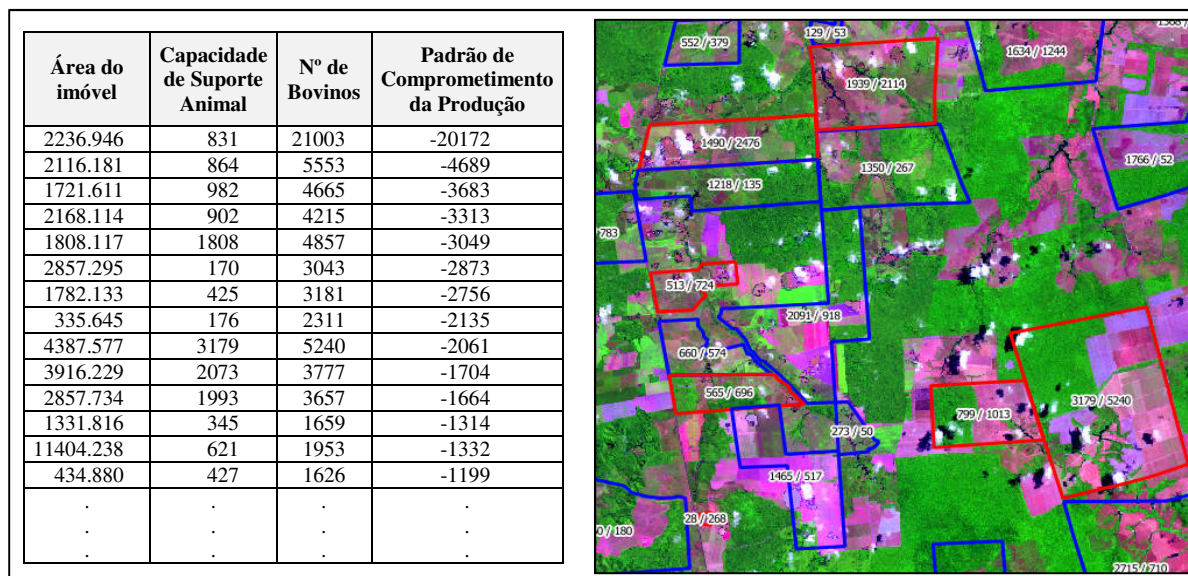 Área do imóvel Capacidade de Suporte Animal Nº de Bovinos Padrão de Comprometimento da Produção
2236.946 831 21003 -20172
2116.181 864 5553 -4689
1721.611 982 4665 -3683
2168.114 902 4215 -3313
1808.117 1808 4857 -3049
2857.295 170 3043 -2873
1782.133 425 3181 -2756
335.645 176 2311 -2135
4387.577 3179 5240 -2061
3916.229 2073 3777 -1704
2857.734 1993 3657 -1664
1331.816 345 1659 -1314
11404.238 621 1953 -1332
434.880 427 1626 -1199
. . . .
. . . .
. . . .
552 / 379
129 / 53
1634 / 1244
1939 / 2114
1490 / 2476
1350 / 267
1766 / 52
1218 / 135
783
513 / 724
2091 / 918
660 / 574
565 / 696
799 / 1013
3179 / 5240
273 / 50
1465 / 517
28 / 268
/ 180
2715 / 710